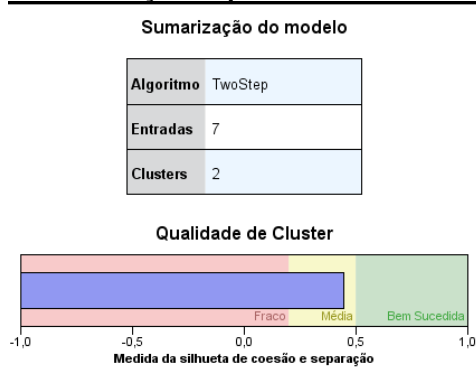 Sumarização do modelo
Algoritmo TwoStep
Entradas 7
Clusters 2
Qualidade de Cluster
Fraco Média Bem Sucedida
-1,0 -0,5 0,0 0,5 1,0
Medida da silhueta de coesão e separação